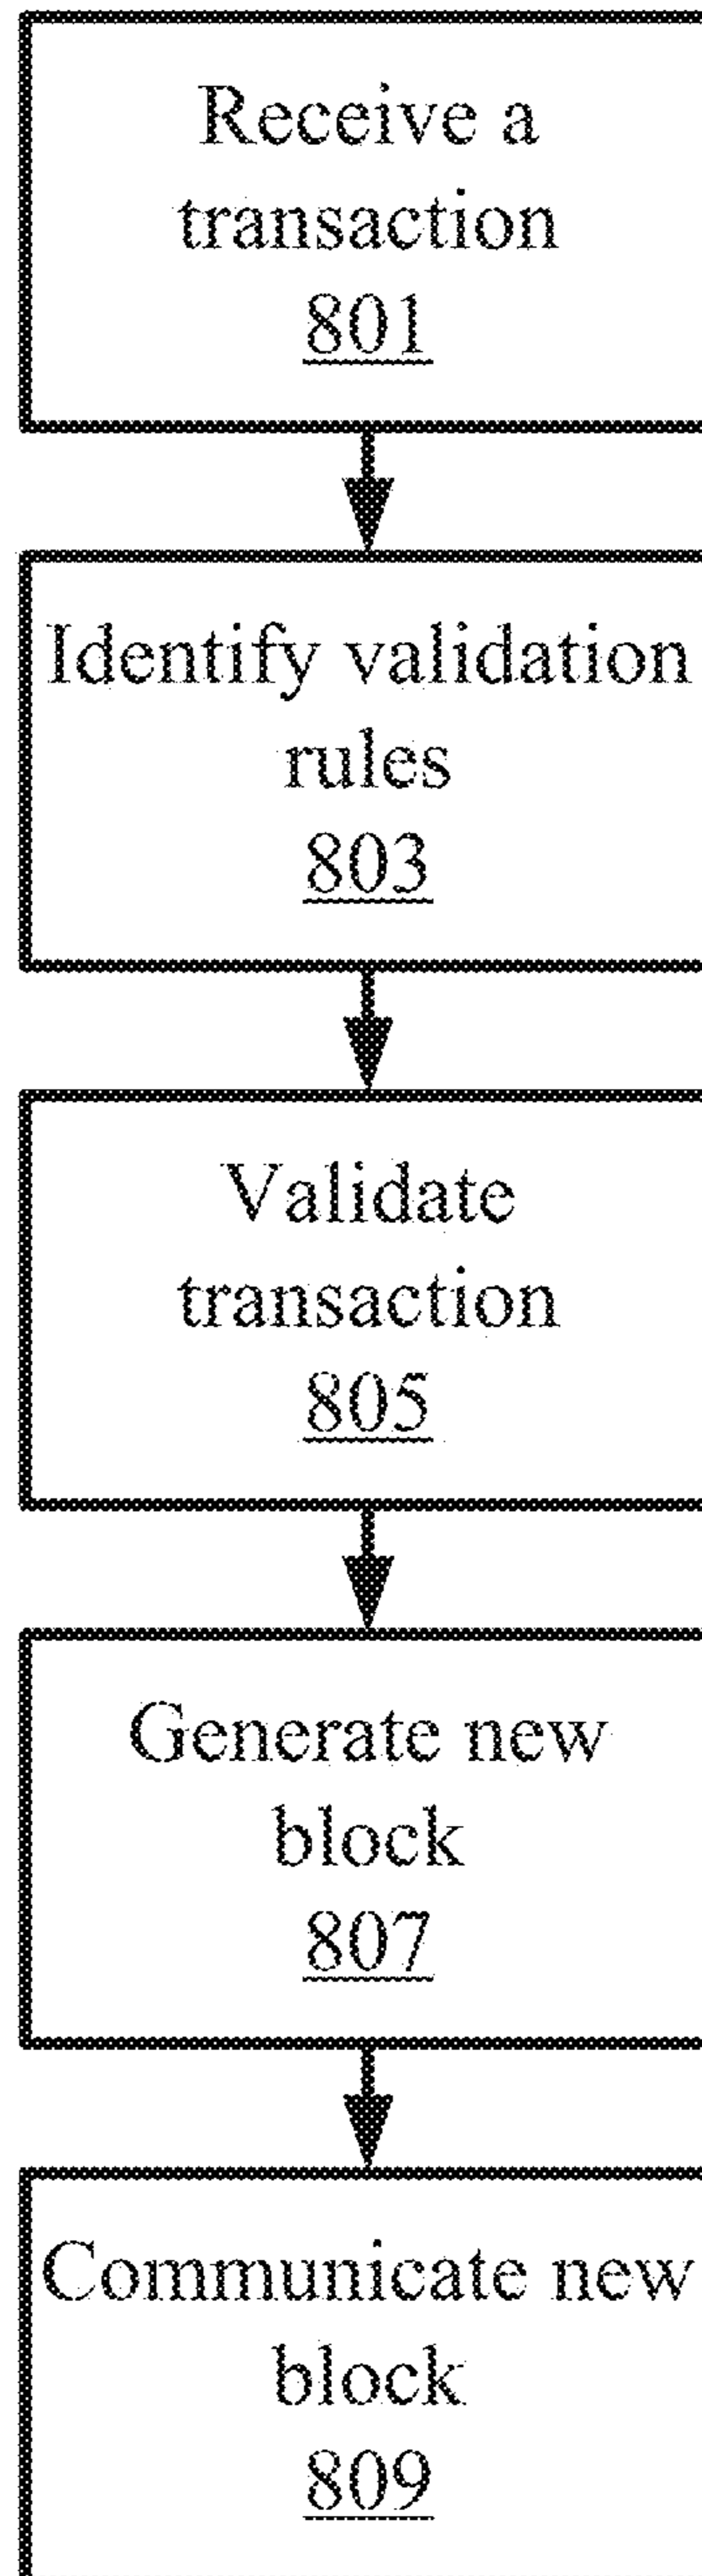 Receive a
transaction
801
Identify validation
rules
803
Validate
transaction
805
Generate new
block
807
Communicate new
block
809